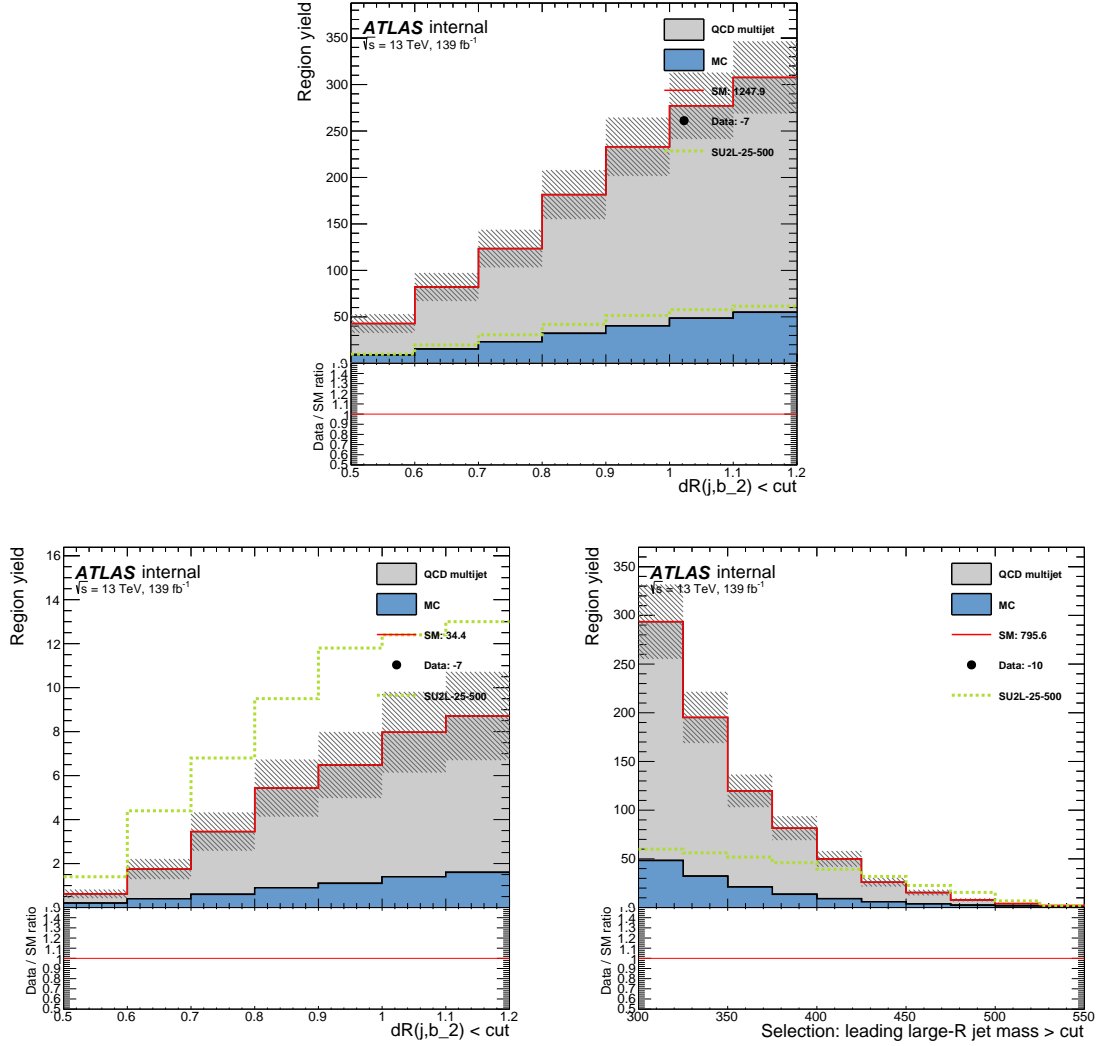 Region yield
350
300
250
200
150
100
50
0
ATLAS internal
√s = 13 TeV, 139 fb-1
QCD multijet
MC
SM: 1247.9
Data: -7
SU2L-25-500
Data / SM ratio
1.5
1.4
1.3
1.2
1.1
1
0.9
0.8
0.7
0.6
0.5
0.5 0.6 0.7 0.8 0.9 1 1.1 1.2
dR(j,b_2) < cut
Region yield
16
14
12
10
8
6
4
2
0
ATLAS internal
√s = 13 TeV, 139 fb-1
QCD multijet
MC
SM: 34.4
Data: -7
SU2L-25-500
Data / SM ratio
1.5
1.4
1.3
1.2
1.1
1
0.9
0.8
0.7
0.6
0.5
0.5 0.6 0.7 0.8 0.9 1 1.1 1.2
dR(j,b_2) < cut
Region yield
350
300
250
200
150
100
50
0
ATLAS internal
√s = 13 TeV, 139 fb-1
QCD multijet
MC
SM: 795.6
Data: -10
SU2L-25-500
Data / SM ratio
1.5
1.4
1.3
1.2
1.1
1
0.9
0.8
0.7
0.6
0.5
300 350 400 450 500 550
Selection: leading large-R jet mass > cut